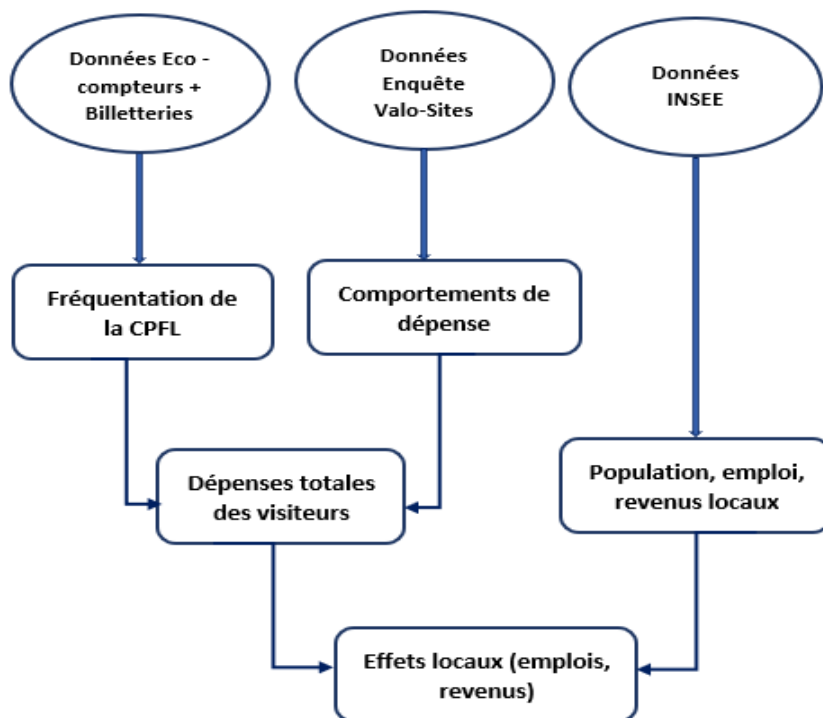 Données Eco -
compteurs +
Billetteries
Données
Enquête
Valo-Sites
Données
INSEE
Fréquentation de
la CPFL
Comportements de
dépense
Dépenses totales
des visiteurs
Population, emploi,
revenus locaux
Effets locaux (emplois,
revenus)